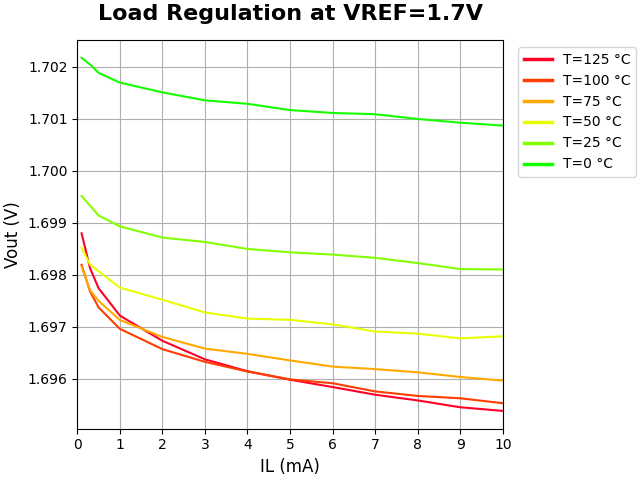 Load Regulation at VREF=1.7V
Vout (V)
1.702
1.701
1.700
1.699
1.698
1.697
1.696
0 1 2 3 4 5 6 7 8 9 10
IL (mA)
T=125 °C
T=100 °C
T=75 °C
T=50 °C
T=25 °C
T=0 °C